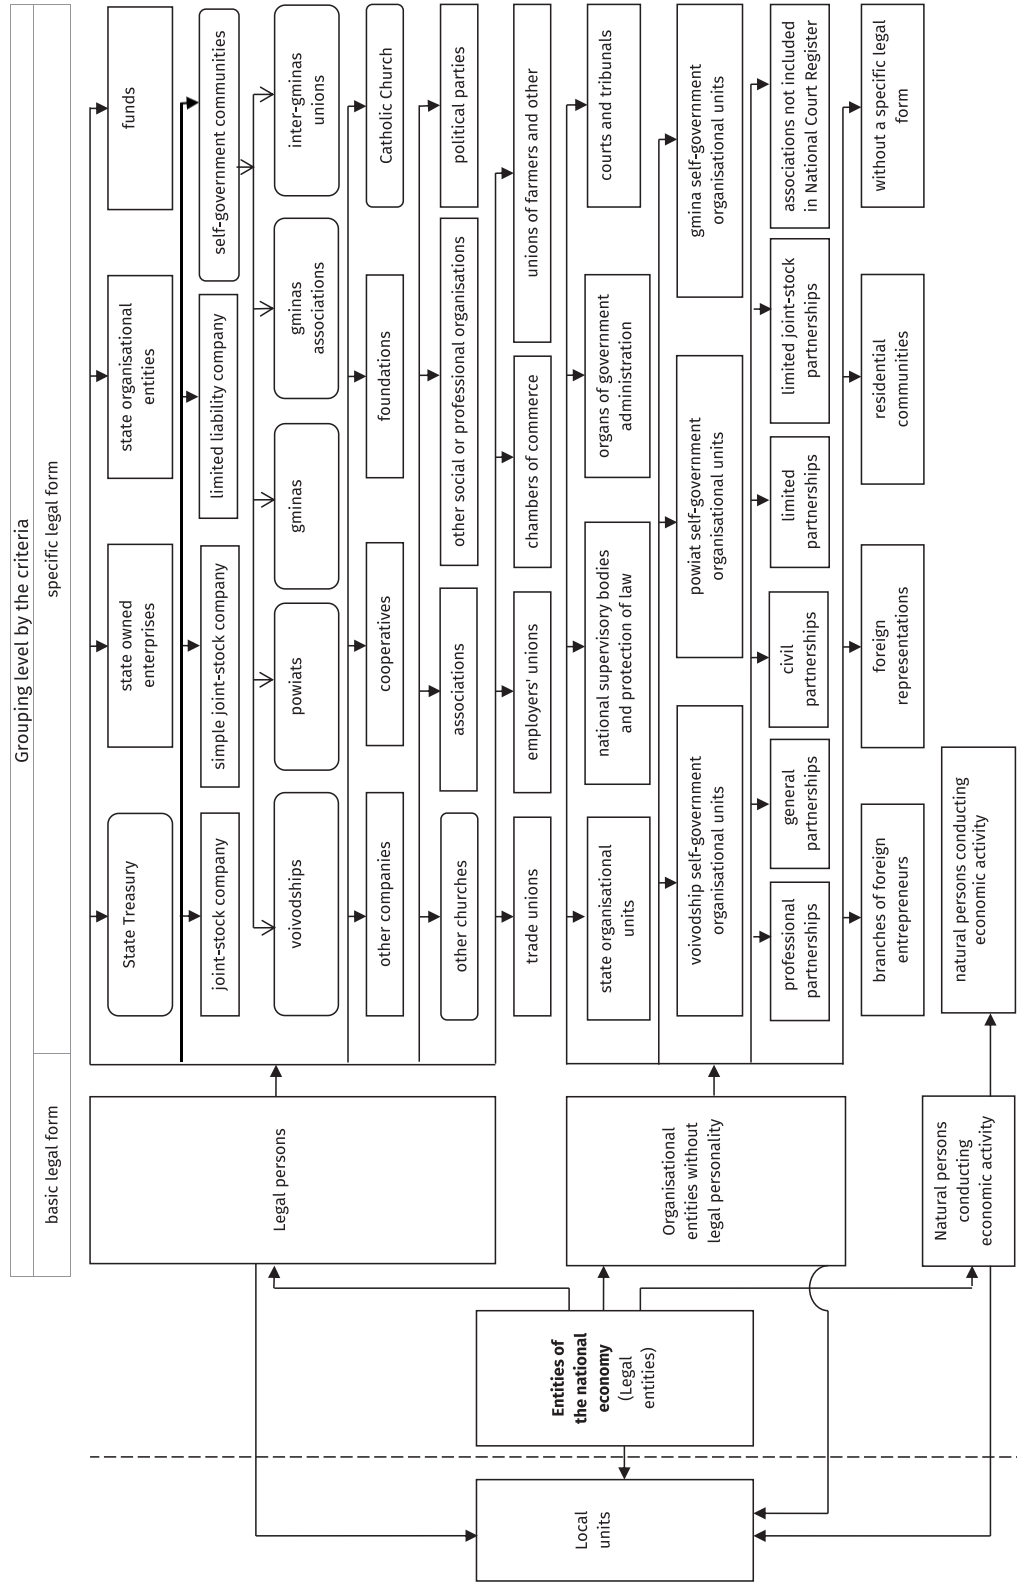 Grouping level by the criteria
basic legal form
specific legal form
Local
units
Entities of
the national
economy
(Legal
entities)
Legal persons
State Treasury
state owned
enterprises
state organisational
entities
funds
joint-stock company
simple joint-stock company
limited liability company
self-government communities
voivodships
powiats
gminas
gminas
associations
inter-gminas
unions
other companies
cooperatives
foundations
Catholic Church
other churches
associations
other social or professional organisations
political parties
trade unions
employers' unions
chambers of commerce
unions of farmers and other
Organisational
entities without
legal personality
state organisational
units
national supervisory bodies
and protection of law
organs of government
administration
courts and tribunals
voivodship self-government
organisational units
powiat self-government
organisational units
gmina self-government
organisational units
professional
partnerships
general
partnerships
civil
partnerships
limited
partnerships
limited joint-stock
partnerships
associations not included
in National Court Register
branches of foreign
entrepreneurs
foreign
representations
residential
communities
without a specific legal
form
Natural persons
conducting
economic activity
natural persons conducting
economic activity